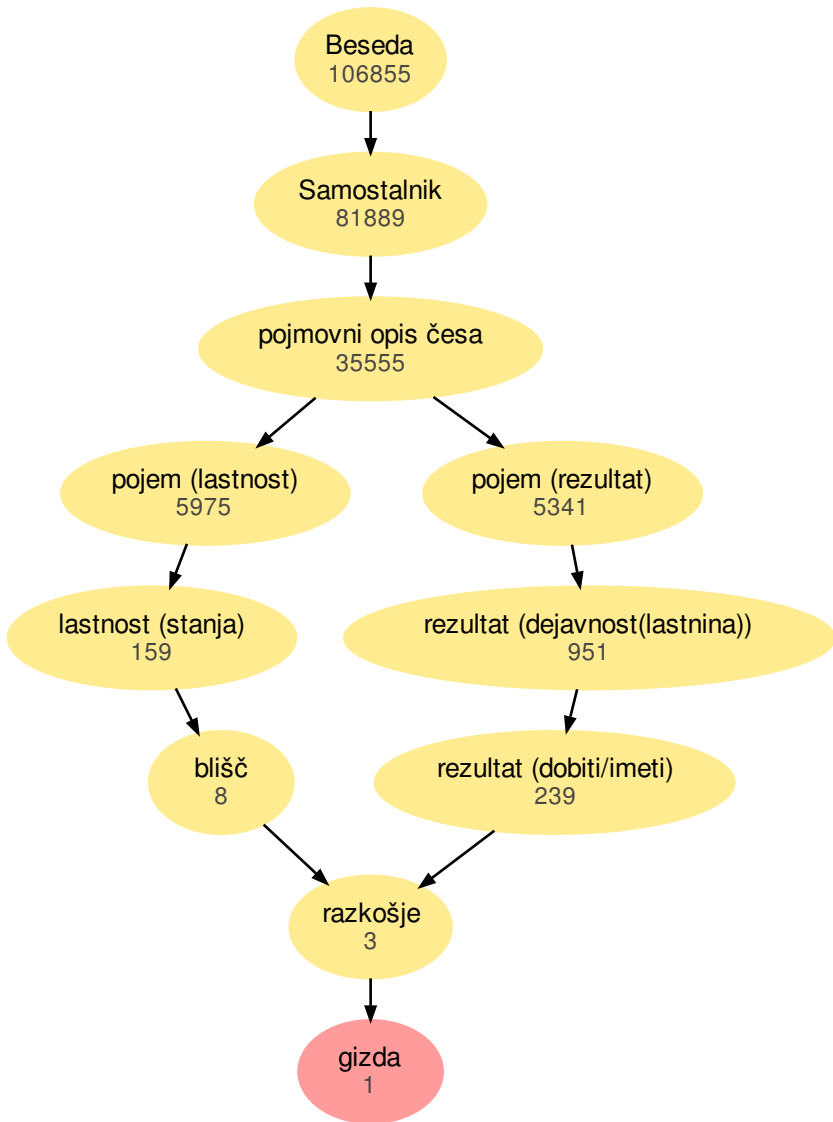 Beseda
106855
Samostalnik
81889
pojmovni opis česa
35555
pojem (lastnost)
5975
pojem (rezultat)
5341
lastnost (stanja)
159
rezultat (dejavnost(lastnina))
951
blišč
8
rezultat (dobiti/imeti)
239
razkošje
3
gizda
1